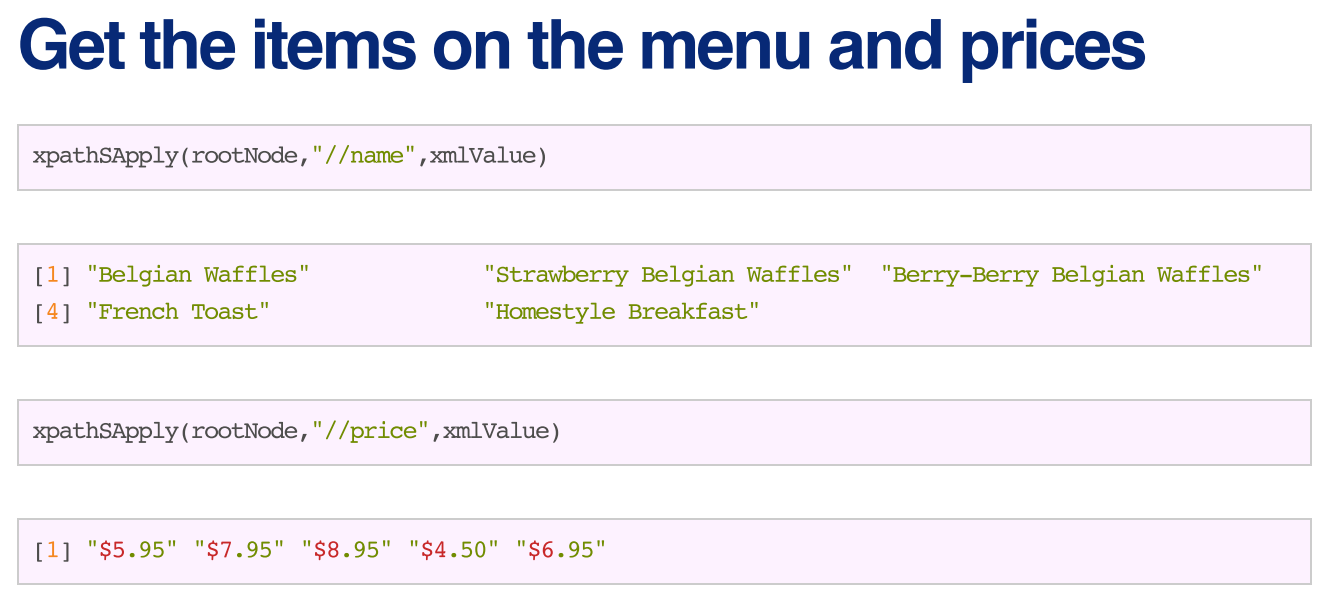 Get the items on the menu and prices
xpathSApply(rootNode,"//name",xmlValue)
[1] "Belgian Waffles"             "Strawberry Belgian Waffles"  "Berry-Berry Belgian Waffles"
[4] "French Toast"                "Homestyle Breakfast"
xpathSApply(rootNode,"//price",xmlValue)
[1] "$5.95" "$7.95" "$8.95" "$4.50" "$6.95"